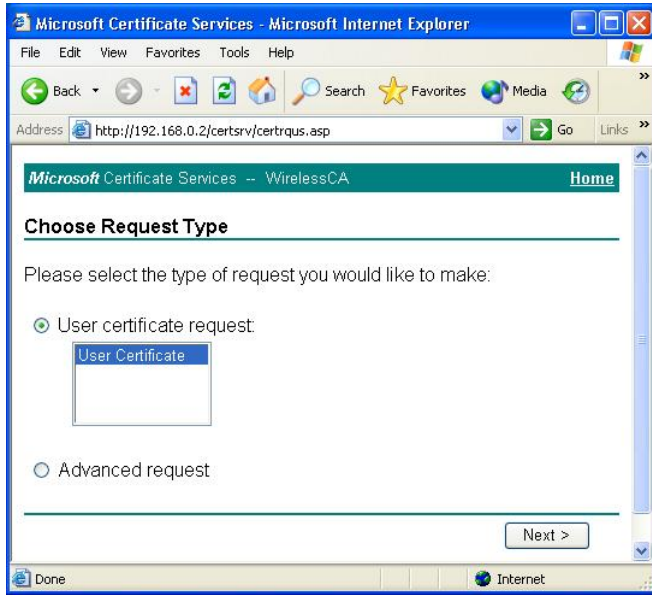 Microsoft Certificate Services - Microsoft Internet Explorer
File Edit View Favorites Tools Help
Back Search Favorites Media »
Address http://192.168.0.2/certsrv/certrqus.asp Go Links »
Microsoft Certificate Services -- WirelessCA Home
Choose Request Type
Please select the type of request you would like to make:
User certificate request:
User Certificate
Advanced request
Next >
Done Internet